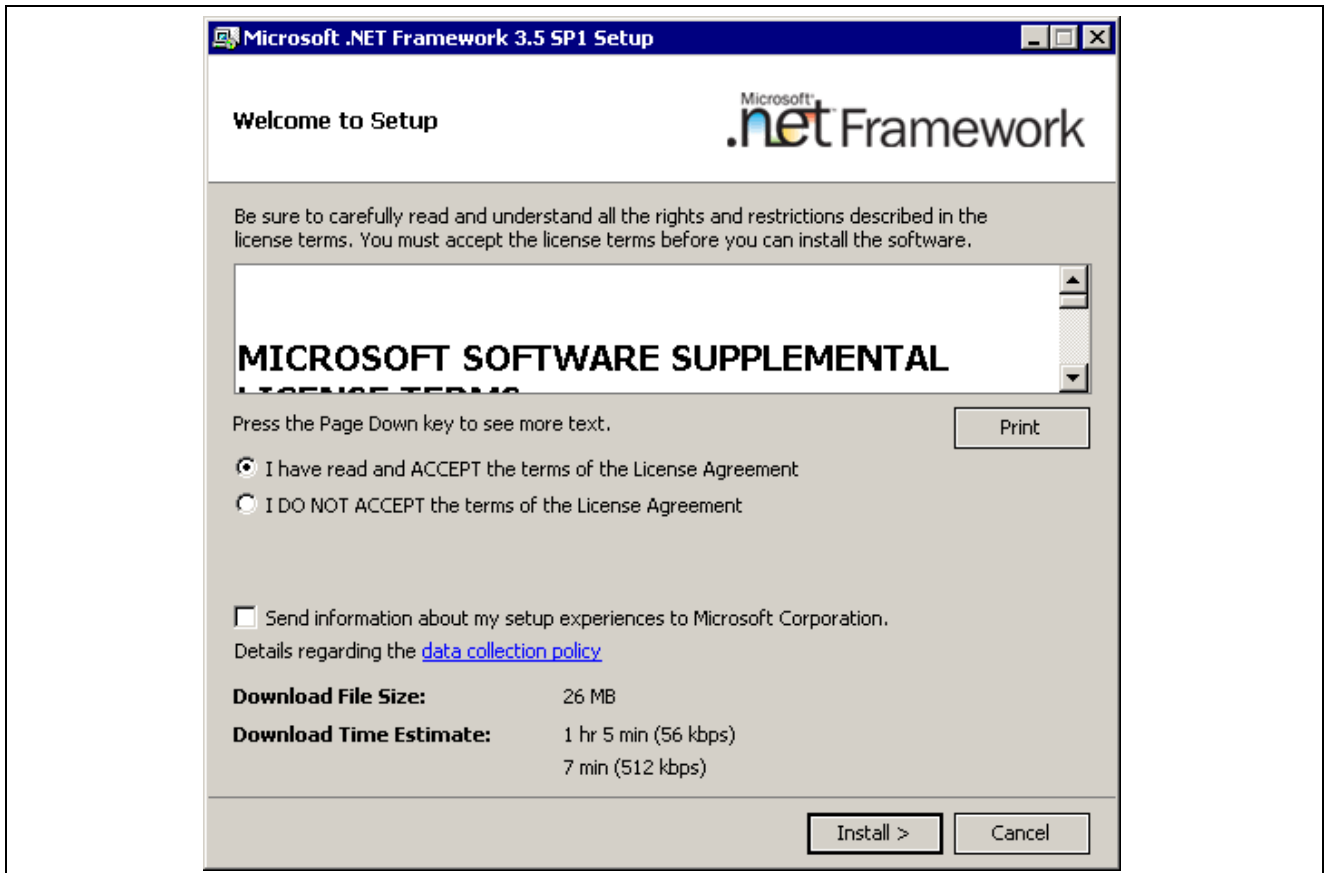 Microsoft .NET Framework 3.5 SP1 Setup
Welcome to Setup
Microsoft
.net Framework
Be sure to carefully read and understand all the rights and restrictions described in the
license terms. You must accept the license terms before you can install the software.
MICROSOFT SOFTWARE SUPPLEMENTAL
LICENSE TERMS
Press the Page Down key to see more text.
Print
I have read and ACCEPT the terms of the License Agreement
I DO NOT ACCEPT the terms of the License Agreement
Send information about my setup experiences to Microsoft Corporation.
Details regarding the data collection policy
Download File Size: 26 MB
Download Time Estimate: 1 hr 5 min (56 kbps)
7 min (512 kbps)
Install > Cancel